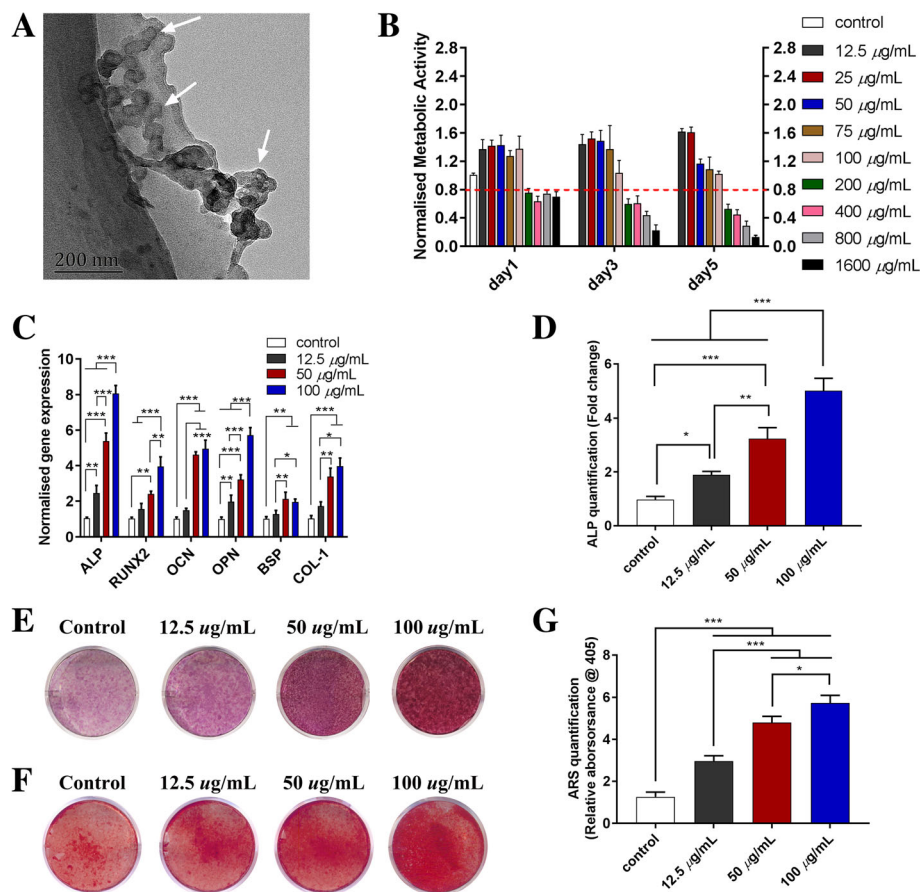 A
200 nm
B
Normalised Metabolic Activity
2.8
2.4
2.0
1.6
1.2
0.8
0.4
0.0
day1
day3
day5
2.8
2.4
2.0
1.6
1.2
0.8
0.4
0.0
control
12.5 µg/mL
25 µg/mL
50 µg/mL
75 µg/mL
100 µg/mL
200 µg/mL
400 µg/mL
800 µg/mL
1600 µg/mL
C
Normalised gene expression
10
8
6
4
2
0
control
12.5 µg/mL
50 µg/mL
100 µg/mL
***
***
***
**
***
**
**
***
***
***
***
***
**
**
*
**
***
*
**
ALP
RUNX2
OCN
OPN
BSP
COL-1
D
ALP quantification (Fold change)
6
4
2
0
***
***
**
*
control
12.5 µg/mL
50 µg/mL
100 µg/mL
E
Control
12.5 ug/mL
50 ug/mL
100 ug/mL
F
Control
12.5 ug/mL
50 ug/mL
100 ug/mL
G
ARS quantification
(Relative aborsorsance @ 405)
8
6
4
2
0
***
***
*
control
12.5 µg/mL
50 µg/mL
100 µg/mL